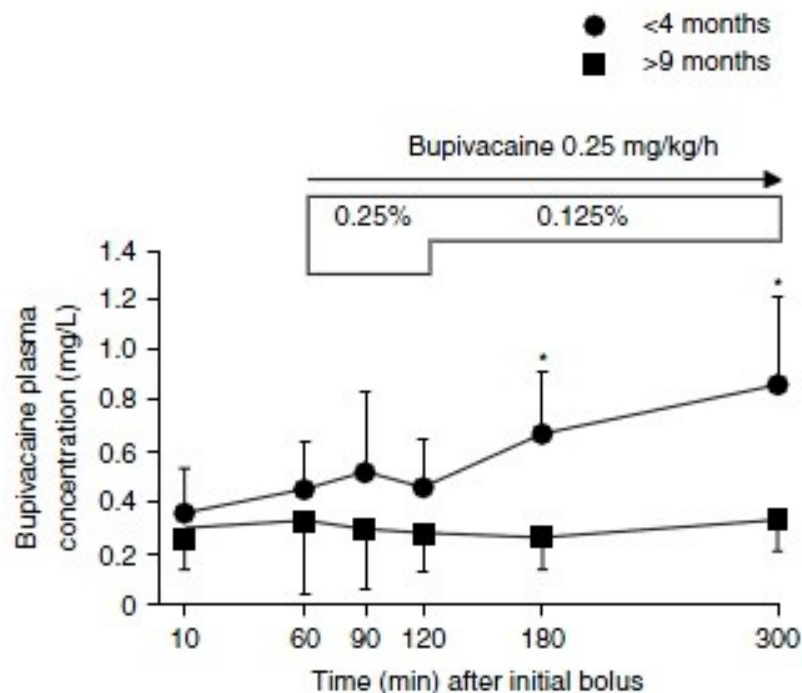 <4 months
>9 months
Bupivacaine 0.25 mg/kg/h
0.25% 0.125%
Bupivacaine plasma
concentration (mg/L)
1.4
1.2
1.0
0.8
0.6
0.4
0.2
0
*
*
10 60 90 120 180 300
Time (min) after initial bolus